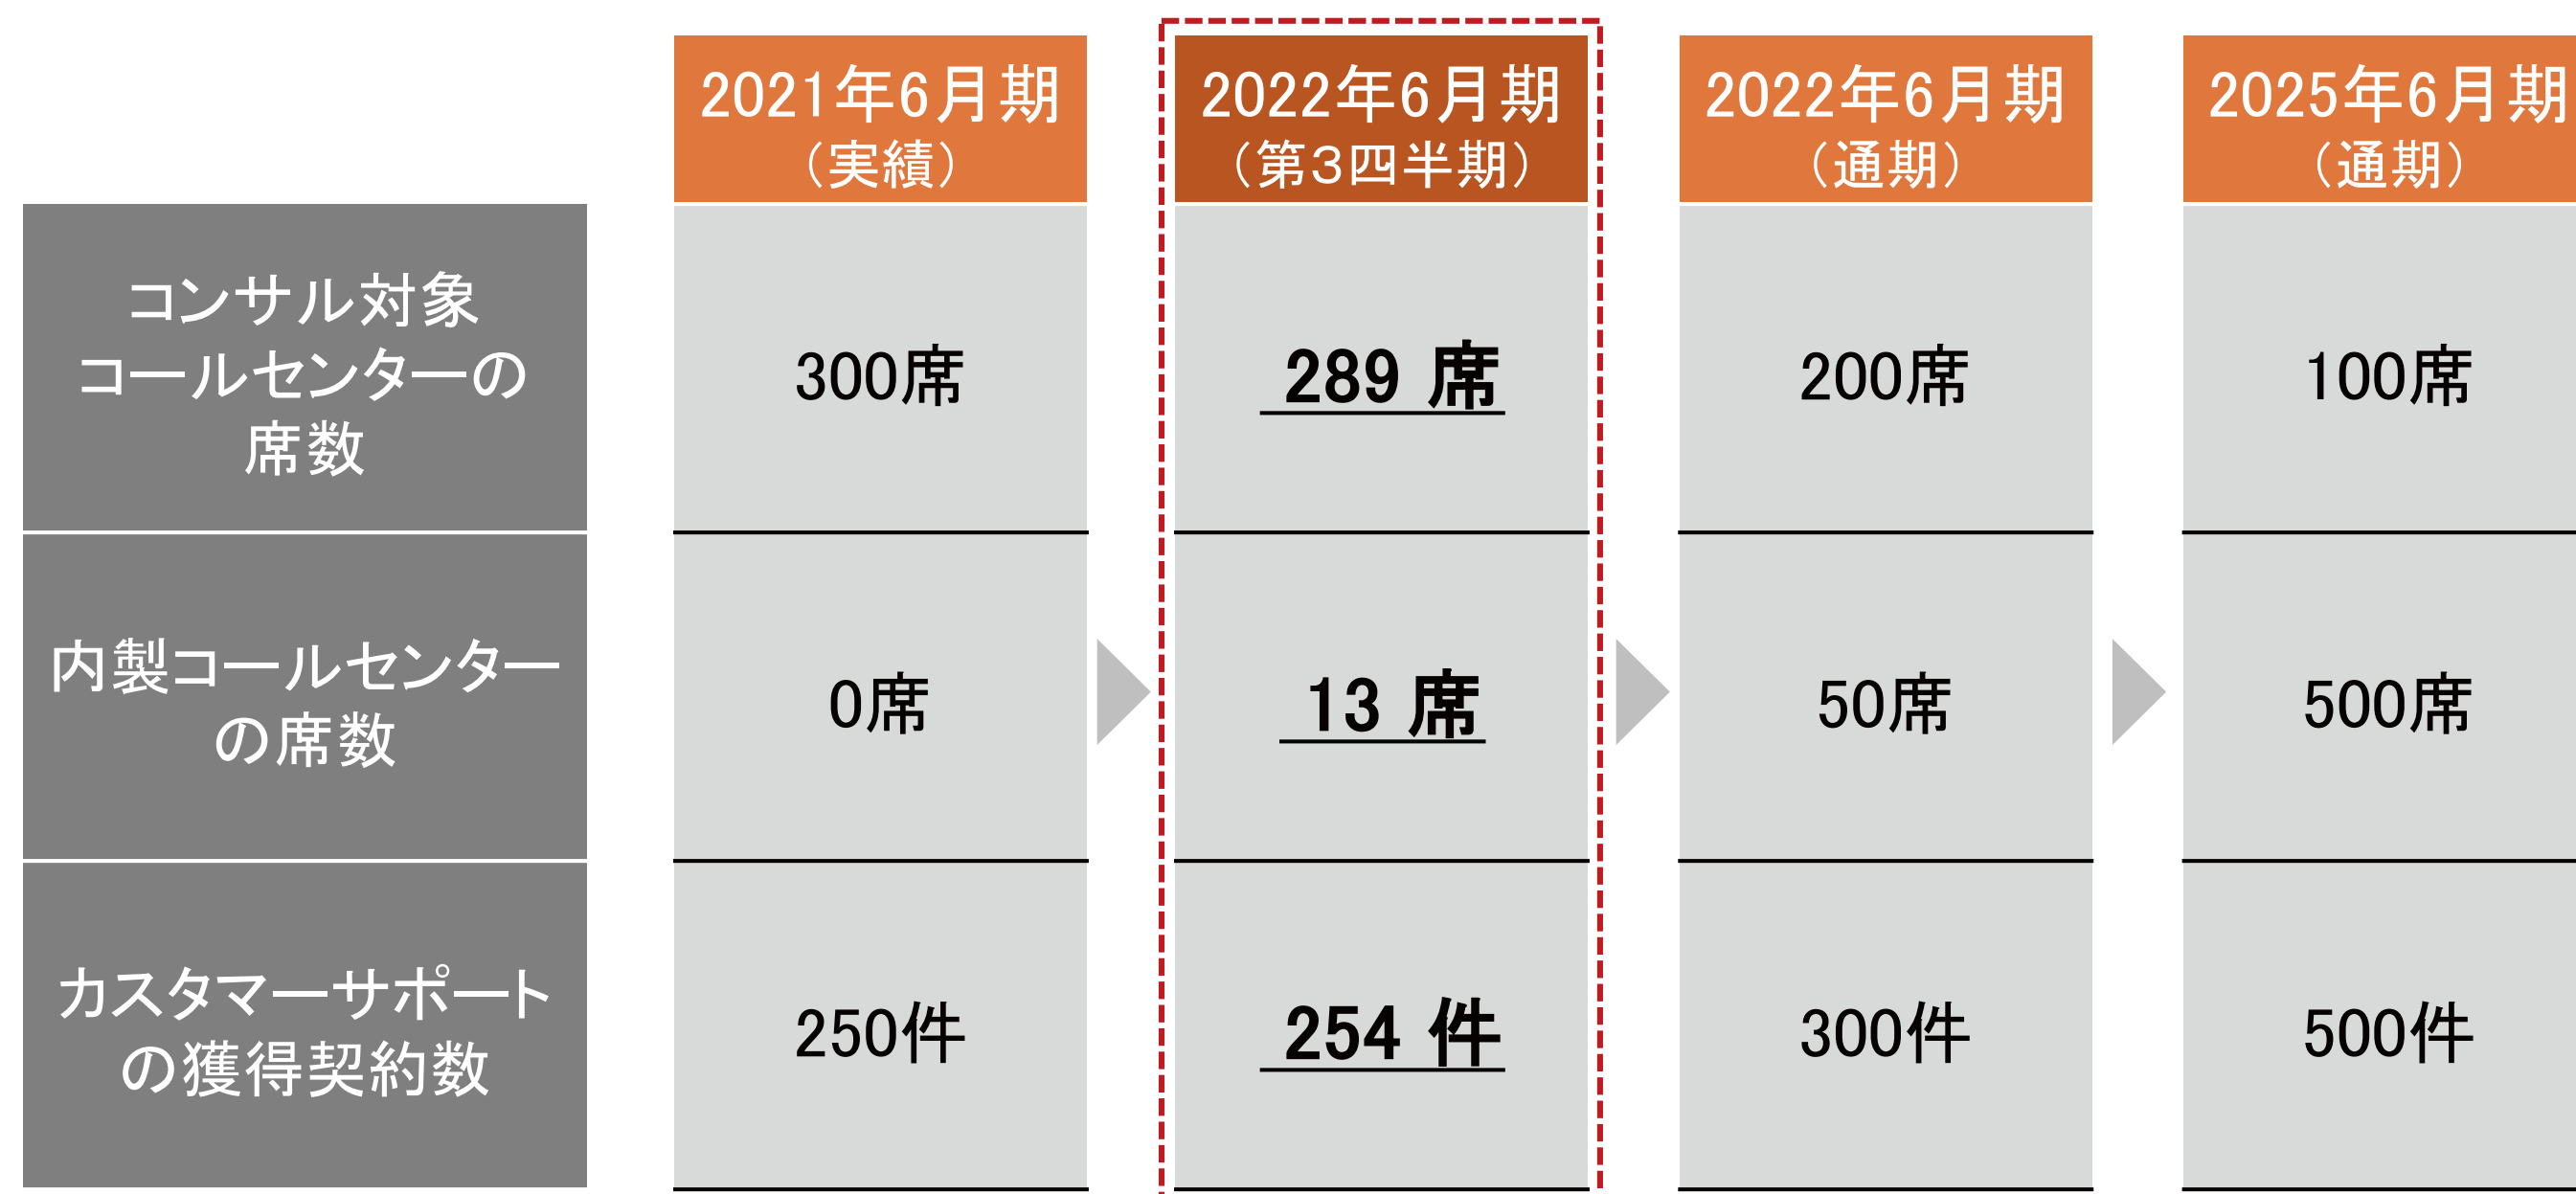 2021年6月期
（実績）
2022年6月期
（第３四半期）
2022年6月期
（通期）
2025年6月期
（通期）
コンサル対象
コールセンターの
席数
300席
289 席
200席
100席
内製コールセンター
の席数
0席
13 席
50席
500席
カスタマーサポート
の獲得契約数
250件
254 件
300件
500件